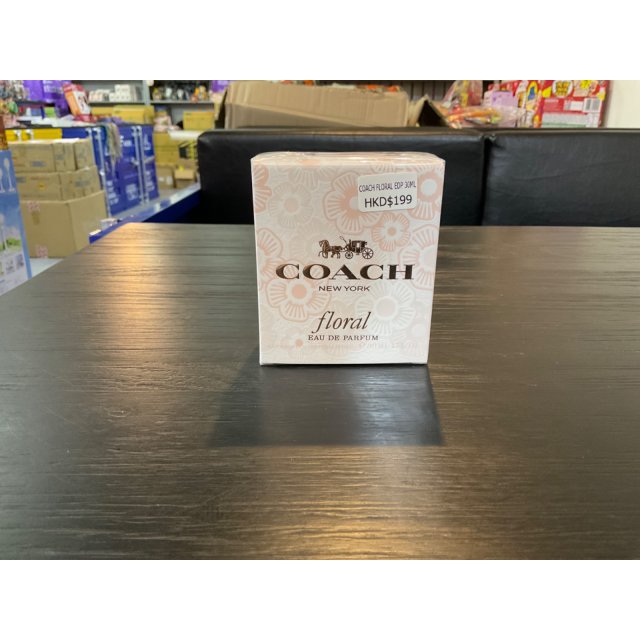 COACH FLORAL EDP 30ML
HKD$199
COACH
NEW YORK
floral
EAU DE PARFUM